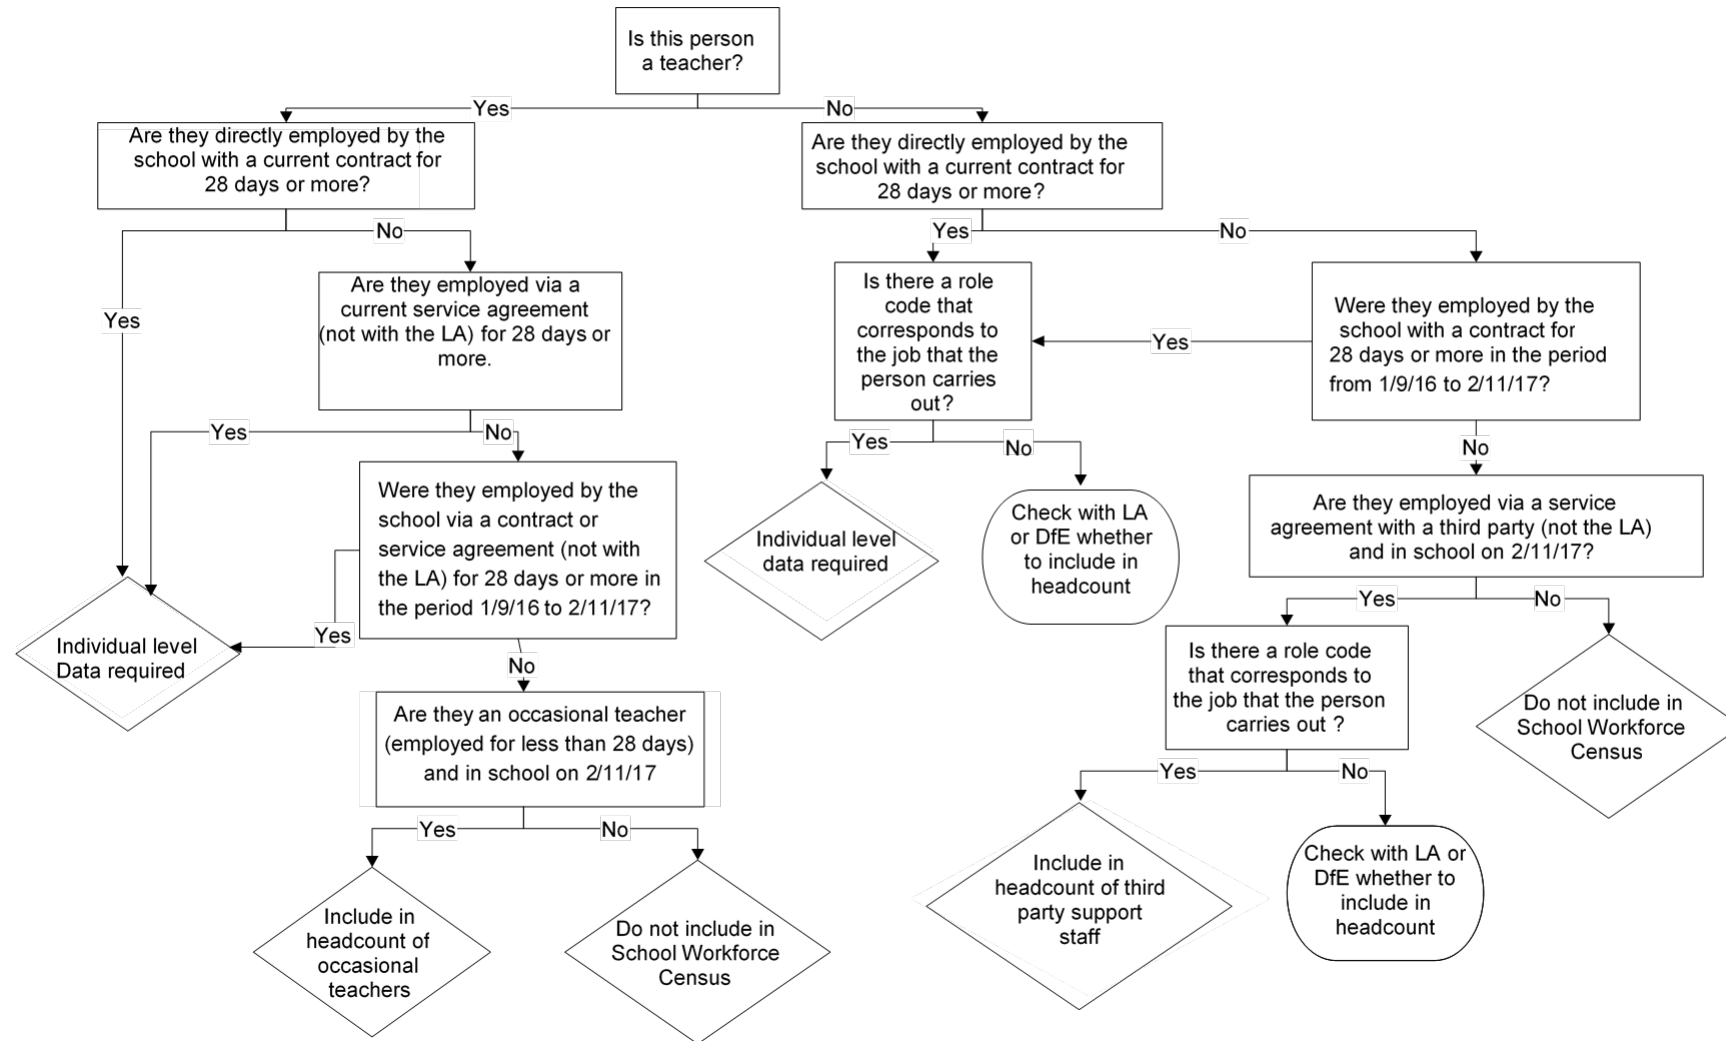 Is this person
a teacher?
Yes
No
Are they directly employed by the
school with a current contract for
28 days or more?
Are they directly employed by the
school with a current contract for
28 days or more?
No
Yes
No
Are they employed via a
current service agreement
(not with the LA) for 28 days or
more.
Is there a role
code that
corresponds to
the job that the
person carries
out?
Were they employed by the
school with a contract for
28 days or more in the period
from 1/9/16 to 2/11/17?
Yes
Yes
Yes
No
Yes
No
No
Were they employed by the
school via a contract or
service agreement (not with
the LA) for 28 days or more in
the period 1/9/16 to 2/11/17?
Individual level
data required
Check with LA
or DfE whether
to include in
headcount
Are they employed via a service
agreement with a third party (not the LA)
and in school on 2/11/17?
Yes
No
Individual level
Data required
Yes
No
Is there a role code
that corresponds to
the job that the person
carries out ?
Do not include in
School Workforce
Census
Are they an occasional teacher
(employed for less than 28 days)
and in school on 2/11/17
Yes
No
Yes
No
Include in
headcount of
occasional
teachers
Do not include in
School Workforce
Census
Include in
headcount of third
party support
staff
Check with LA or
DfE whether to
include in
headcount